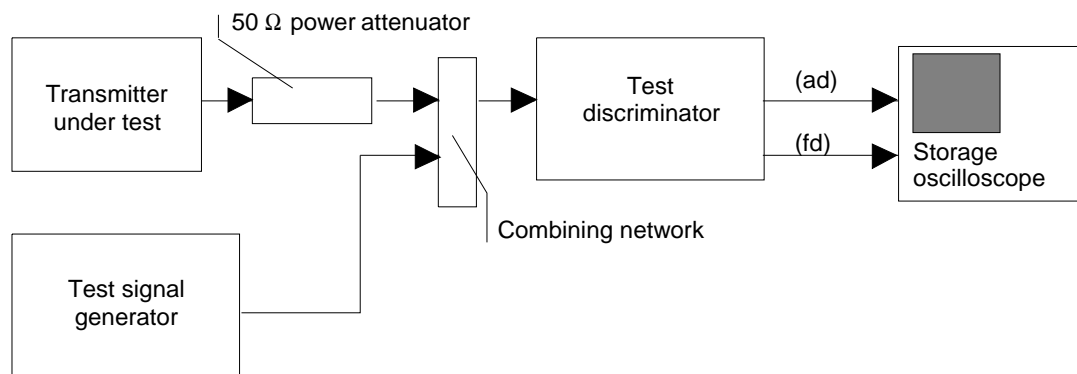 50 Ω power attenuator
Transmitter
under test
Test
discriminator
(ad)
(fd)
Storage
oscilloscope
Combining network
Test signal
generator